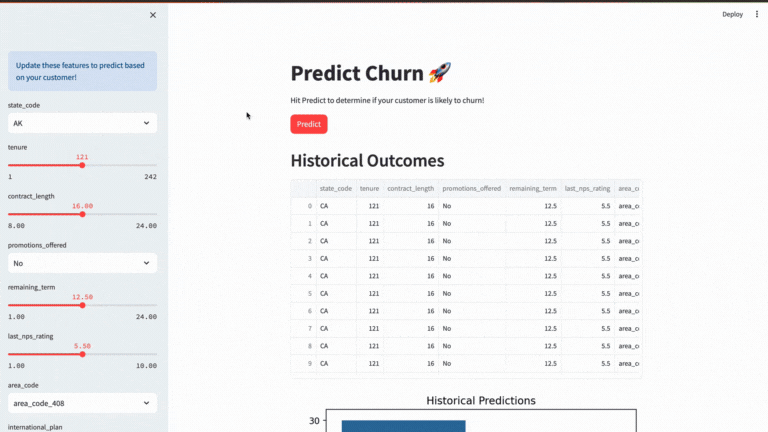 Deploy
Update these features to predict based
on your customer!
state_code
AK
tenure
121
1 242
contract_length
16.00
8.00 24.00
promotions_offered
No
remaining_term
12.50
1.00 24.00
last_nps_rating
5.50
1.00 10.00
area_code
area_code_408
international_plan
Predict Churn 🚀
Hit Predict to determine if your customer is likely to churn!
Predict
Historical Outcomes
state_code tenure contract_length promotions_offered remaining_term last_nps_rating area_c
0 CA 121 16 No 12.5 5.5 area_c
1 CA 121 16 No 12.5 5.5 area_c
2 CA 121 16 No 12.5 5.5 area_c
3 CA 121 16 No 12.5 5.5 area_c
4 CA 121 16 No 12.5 5.5 area_c
5 CA 121 16 No 12.5 5.5 area_c
6 CA 121 16 No 12.5 5.5 area_c
7 CA 121 16 No 12.5 5.5 area_c
8 CA 121 16 No 12.5 5.5 area_c
9 CA 121 16 No 12.5 5.5 area_c
Historical Predictions
30